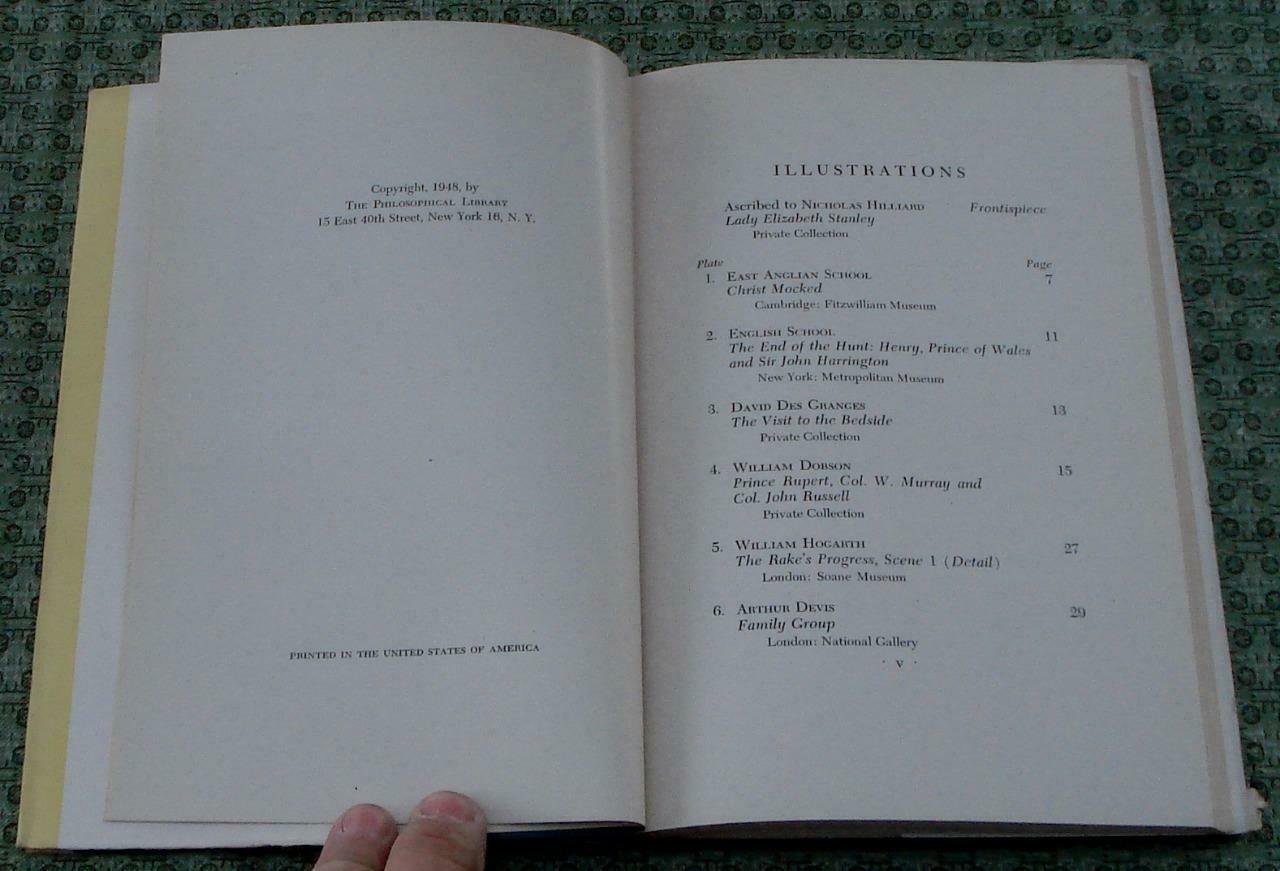 Copyright, 1948, by
THE PHILOSOPHICAL LIBRARY
15 East 40th Street, New York 16, N. Y.
PRINTED IN THE UNITED STATES OF AMERICA
ILLUSTRATIONS
Ascribed to NICHOLAS HILLIARD Frontispiece
Lady Elizabeth Stanley
Private Collection
Plate Page
1. EAST ANGLIAN SCHOOL 7
Christ Mocked
Cambridge: Fitzwilliam Museum
2. ENGLISH SCHOOL 11
The End of the Hunt: Henry, Prince of Wales
and Sir John Harrington
New York: Metropolitan Museum
3. DAVID DES GRANGES 13
The Visit to the Bedside
Private Collection
4. WILLIAM DOBSON 15
Prince Rupert, Col. W. Murray and
Col. John Russell
Private Collection
5. WILLIAM HOGARTH 27
The Rake's Progress, Scene 1 (Detail)
London: Soane Museum
6. ARTHUR DEVIS 29
Family Group
London: National Gallery
v